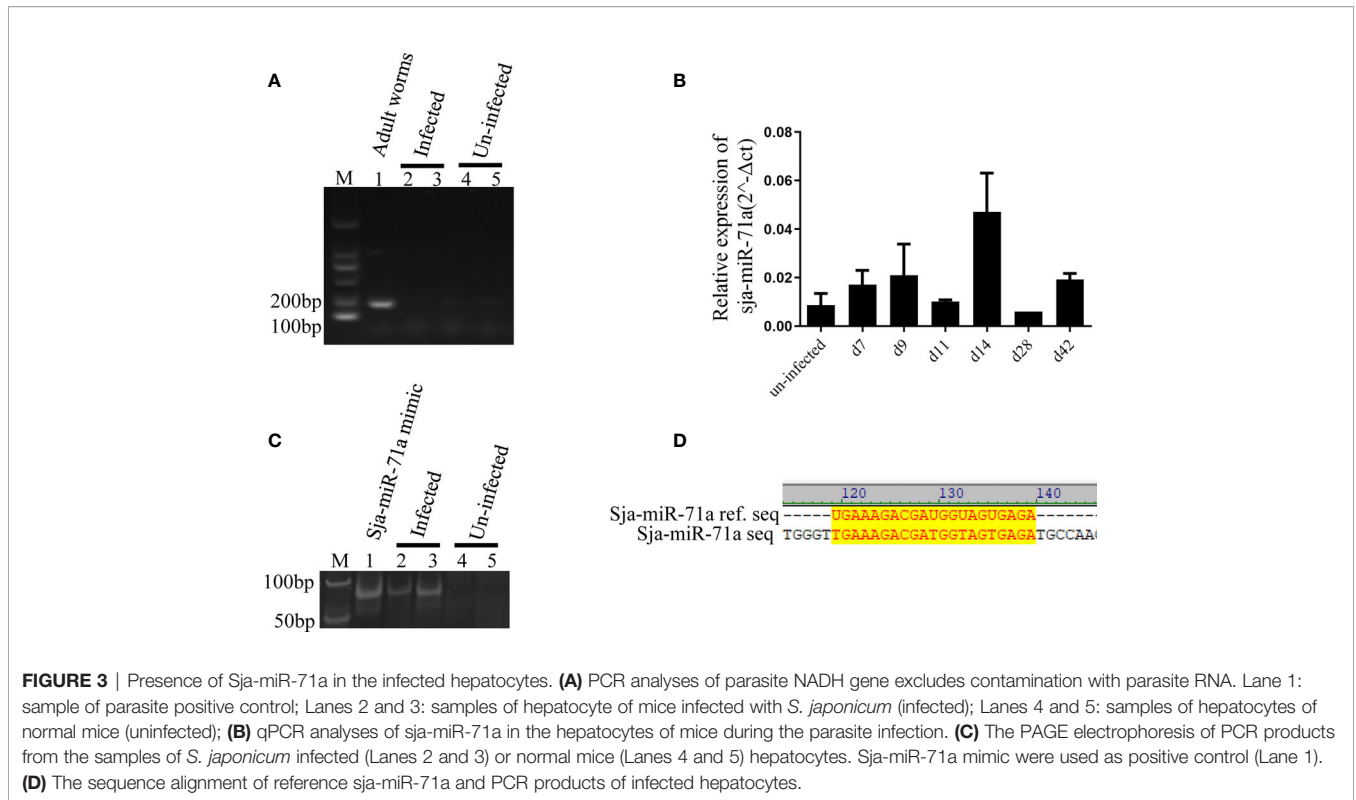 A
Adult worms
Infected
Un-infected
M 1 2 3 4 5
200bp
100bp
B
Relative expression of
sja-miR-71a(2^-Δct)
0.08
0.06
0.04
0.02
0.00
un-infected
d7
d9
d11
d14
d28
d42
C
Sja-miR-71a mimic
Infected
Un-infected
M 1 2 3 4 5
100bp
50bp
D
120 130 140
Sja-miR-71a ref. seq -----UGAAAGACGAUGGUAGUGAGA------
Sja-miR-71a seq TGGGTTGAAAGACGATGGTAGTGAGATGCCAA
FIGURE 3 | Presence of Sja-miR-71a in the infected hepatocytes. (A) PCR analyses of parasite NADH gene excludes contamination with parasite RNA. Lane 1:
sample of parasite positive control; Lanes 2 and 3: samples of hepatocyte of mice infected with S. japonicum (infected); Lanes 4 and 5: samples of hepatocytes of
normal mice (uninfected); (B) qPCR analyses of sja-miR-71a in the hepatocytes of mice during the parasite infection. (C) The PAGE electrophoresis of PCR products
from the samples of S. japonicum infected (Lanes 2 and 3) or normal mice (Lanes 4 and 5) hepatocytes. Sja-miR-71a mimic were used as positive control (Lane 1).
(D) The sequence alignment of reference sja-miR-71a and PCR products of infected hepatocytes.